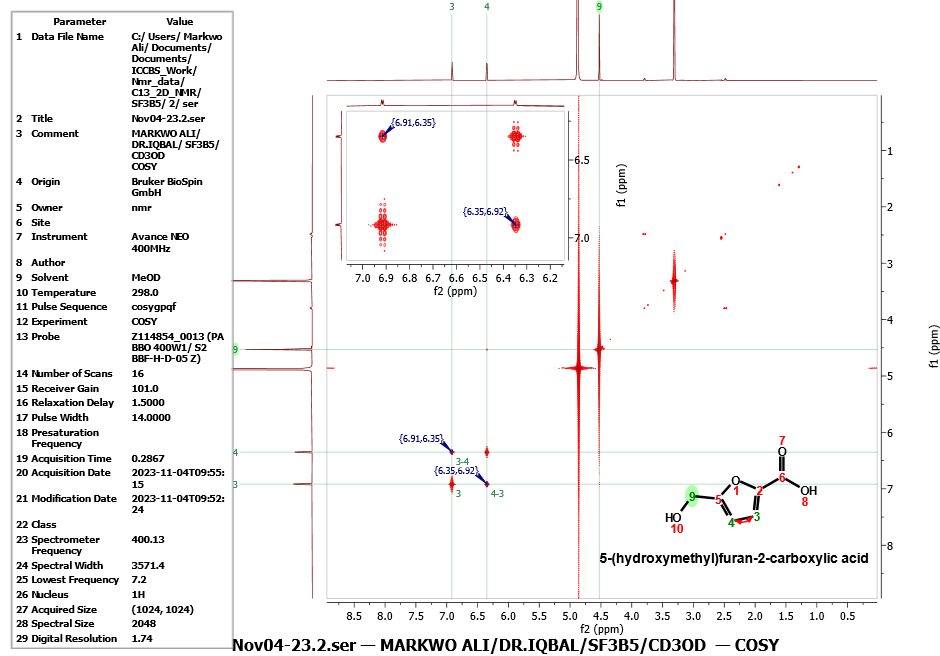 Parameter Value
1 Data File Name C:/ Users/ Markwo
Ali/ Documents/
Documents/
ICCBS_Work/
Nmr_data/
C13_2D_NMR/
SF3B5/ 2/ ser
2 Title Nov04-23.2.ser
3 Comment MARKWO ALI/
DR.IQBAL/ SF3B5/
CD3OD
COSY
4 Origin Bruker BioSpin
GmbH
5 Owner nmr
6 Site
7 Instrument Avance NEO
400MHz
8 Author
9 Solvent MeOD
10 Temperature 298.0
11 Pulse Sequence cosygpqf
12 Experiment COSY
13 Probe Z114854_0013 (PA
BBO 400W1/ S2
BBF-H-D-05 Z)
14 Number of Scans 16
15 Receiver Gain 101.0
16 Relaxation Delay 1.5000
17 Pulse Width 14.0000
18 Presaturation
Frequency
19 Acquisition Time 0.2867
20 Acquisition Date 2023-11-04T09:55:
15
21 Modification Date 2023-11-04T09:52:
24
22 Class
23 Spectrometer 400.13
Frequency
24 Spectral Width 3571.4
25 Lowest Frequency 7.2
26 Nucleus 1H
27 Acquired Size (1024, 1024)
28 Spectral Size 2048
29 Digital Resolution 1.74
3 4 9
{6.91,6.35}
{6.35,6.92}
6.5
7.0
f1 (ppm)
7.0 6.9 6.8 6.7 6.6 6.5 6.4 6.3 6.2
f2 (ppm)
9
4
3
{6.91,6.35}
3-4
{6.35,6.92}
3
4-3
1
2
3
4
5
6
7
8
f1 (ppm)
7
O
6
OH
8
O
1
2
3
4
5
9
HO
10
5-(hydroxymethyl)furan-2-carboxylic acid
8.5 8.0 7.5 7.0 6.5 6.0 5.5 5.0 4.5 4.0 3.5 3.0 2.5 2.0 1.5 1.0 0.5
f2 (ppm)
Nov04-23.2.ser — MARKWO ALI/DR.IQBAL/SF3B5/CD3OD — COSY